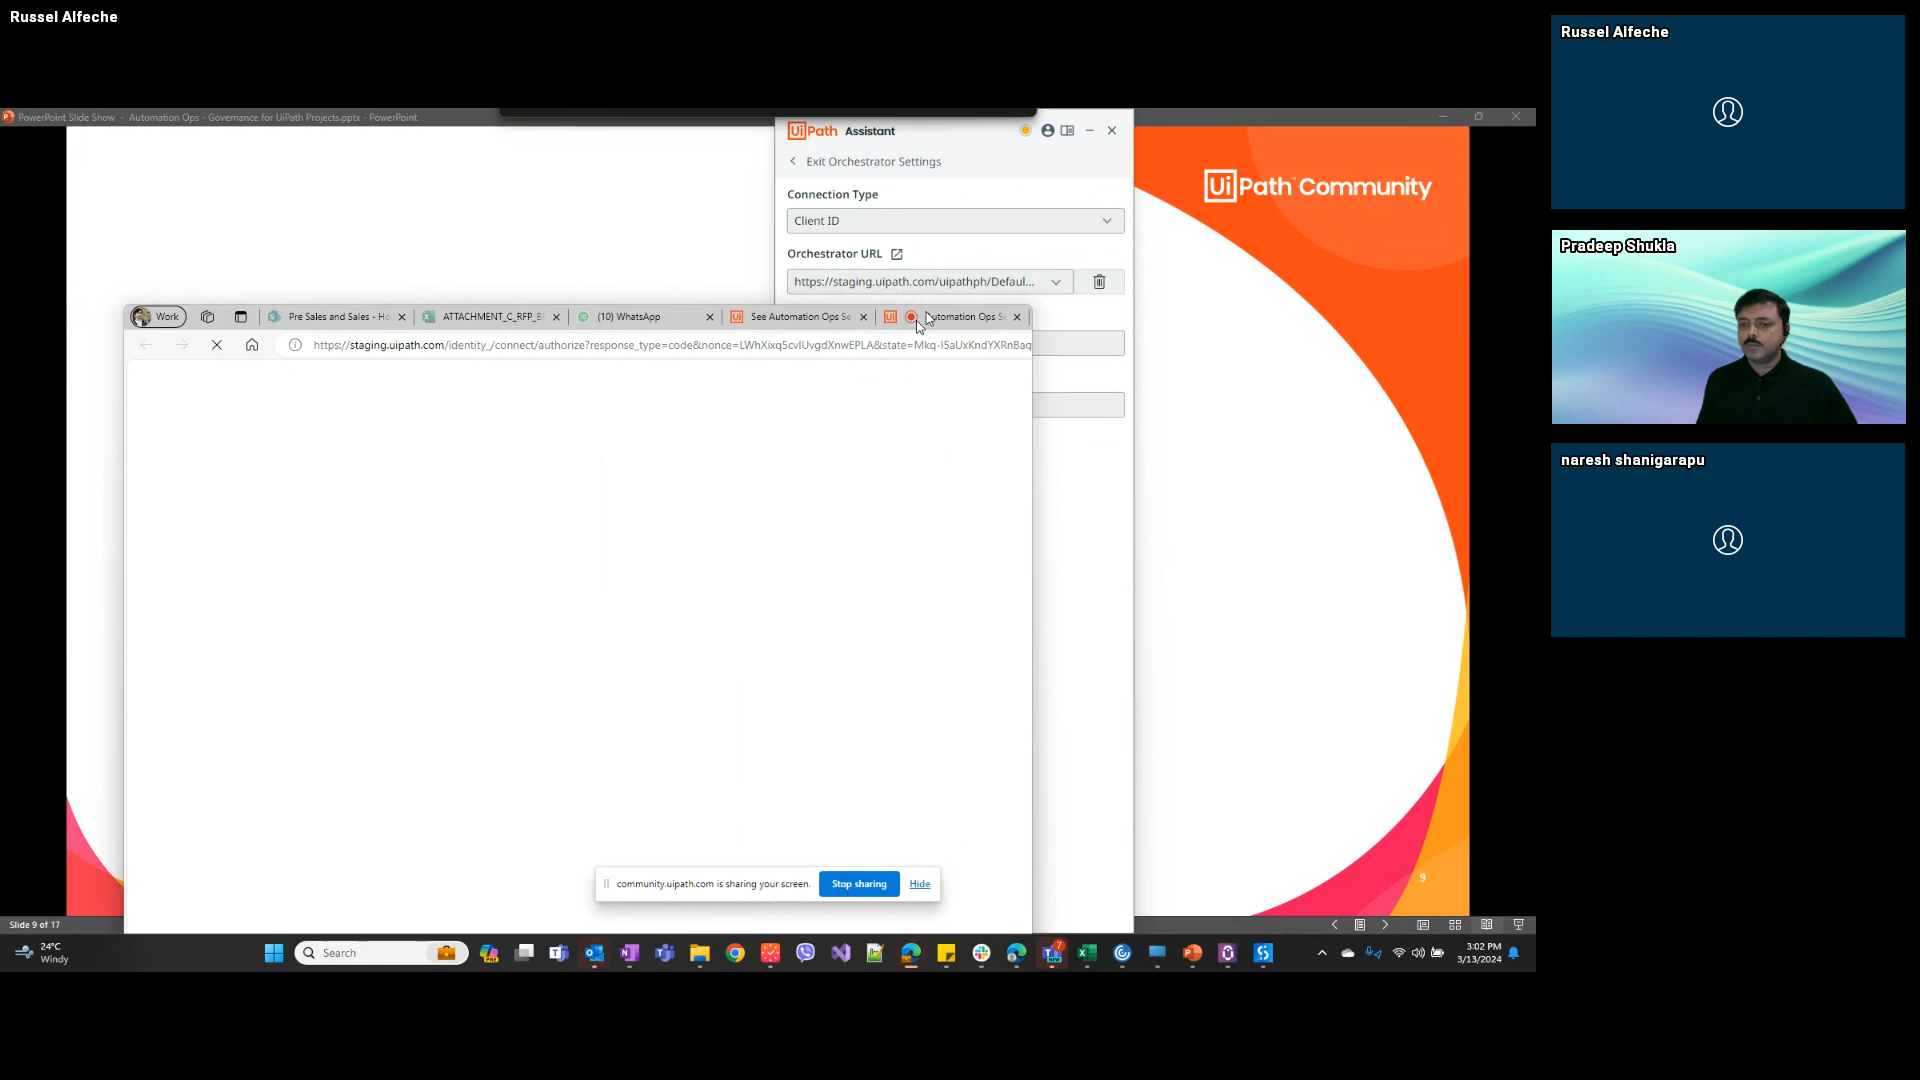 Russel Alfeche
Russel Alfeche
PowerPoint Slide Show - Automation Ops - Governance for UiPath Projects.pptx - PowerPoint
UiPath Assistant
Exit Orchestrator Settings
Connection Type
Client ID
Orchestrator URL
https://staging.uipath.com/uipathph/Defaul...
UiPath™ Community
Pradeep Shukla
Work
Pre Sales and Sales - Ho
ATTACHMENT_C_RFP_B
(10) WhatsApp
See Automation Ops Se
utomation Ops S
https://staging.uipath.com/identity_/connect/authorize?response_type=code&nonce=LWhXixq5cvIUvgdXnwEPLA&state=Mkq-I5aUxKndYXRnBaq
naresh shanigarapu
community.uipath.com is sharing your screen.
Stop sharing
Hide
9
Slide 9 of 17
24°C
Windy
Search
7
3:02 PM
3/13/2024